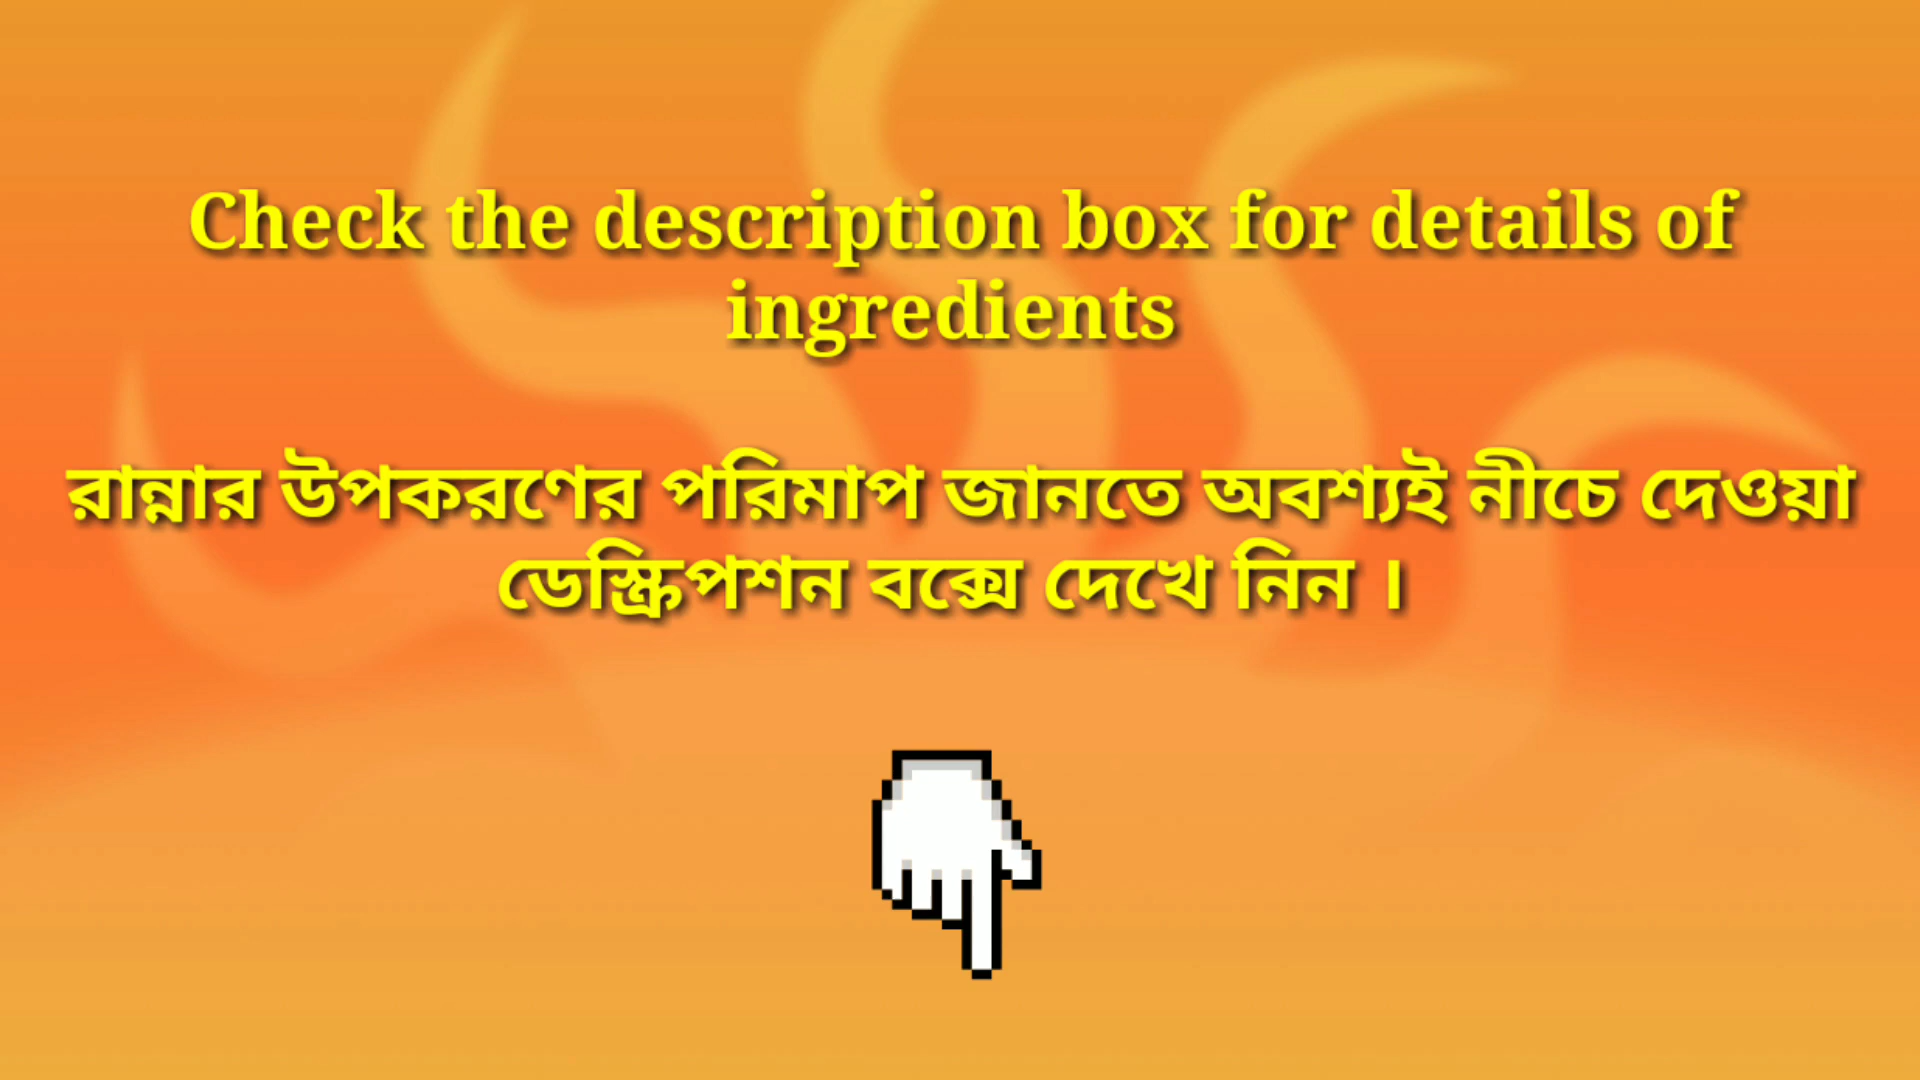 Check the description box for details of
ingredients
রান্নার উপকরণের পরিমাপ জানতে অবশ্যই নীচে দেওয়া
ডেস্ক্রিপশন বক্সে দেখে নিন ।